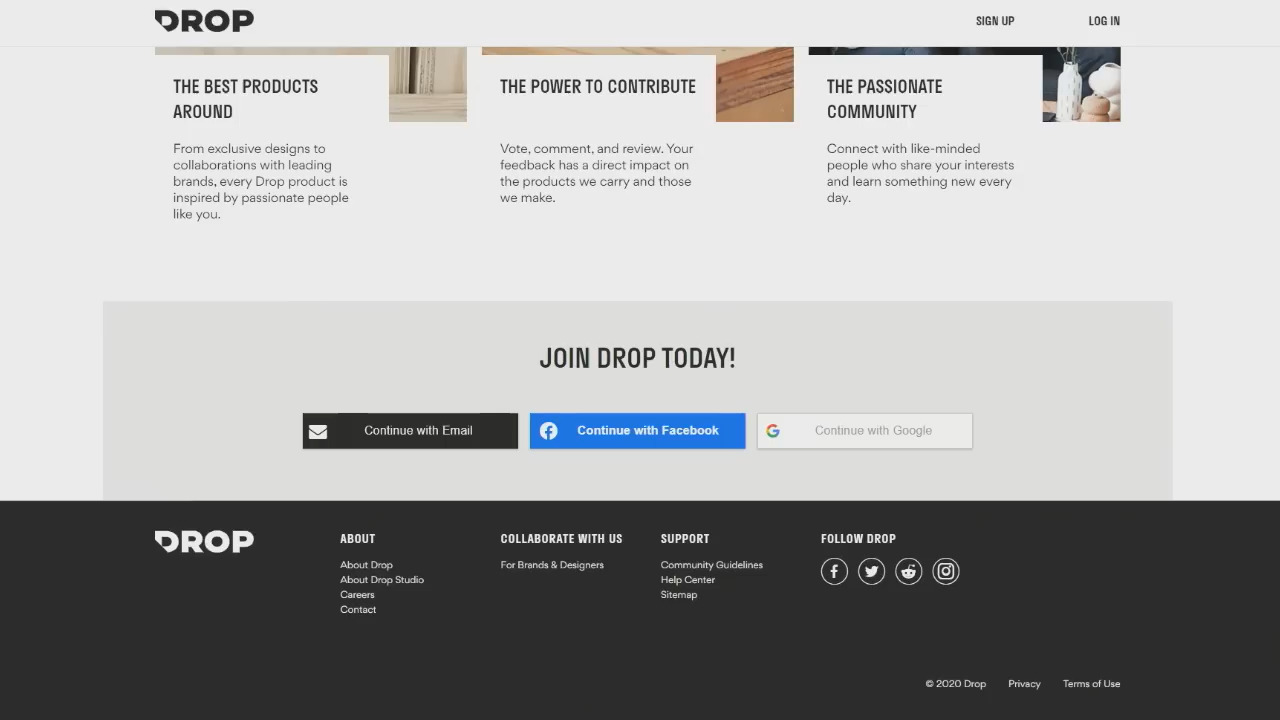 DROP
SIGN UP
LOG IN
THE BEST PRODUCTS
AROUND
From exclusive designs to
collaborations with leading
brands, every Drop product is
inspired by passionate people
like you.
THE POWER TO CONTRIBUTE
Vote, comment, and review. Your
feedback has a direct impact on
the products we carry and those
we make.
THE PASSIONATE
COMMUNITY
Connect with like-minded
people who share your interests
and learn something new every
day.
JOIN DROP TODAY!
Continue with Email
Continue with Facebook
Continue with Google
DROP
ABOUT
About Drop
About Drop Studio
Careers
Contact
COLLABORATE WITH US
For Brands & Designers
SUPPORT
Community Guidelines
Help Center
Sitemap
FOLLOW DROP
© 2020 Drop
Privacy
Terms of Use